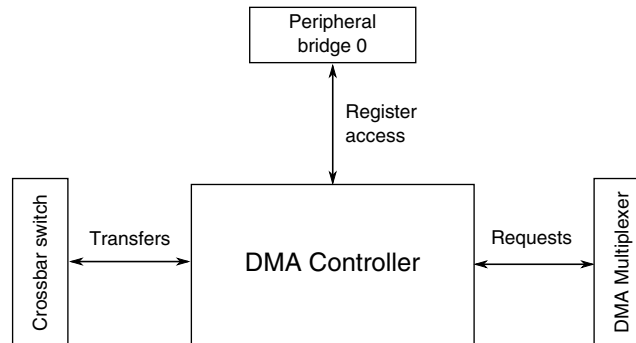 Peripheral
bridge 0
Register
access
Crossbar switch
Transfers
DMA Controller
Requests
DMA Multiplexer